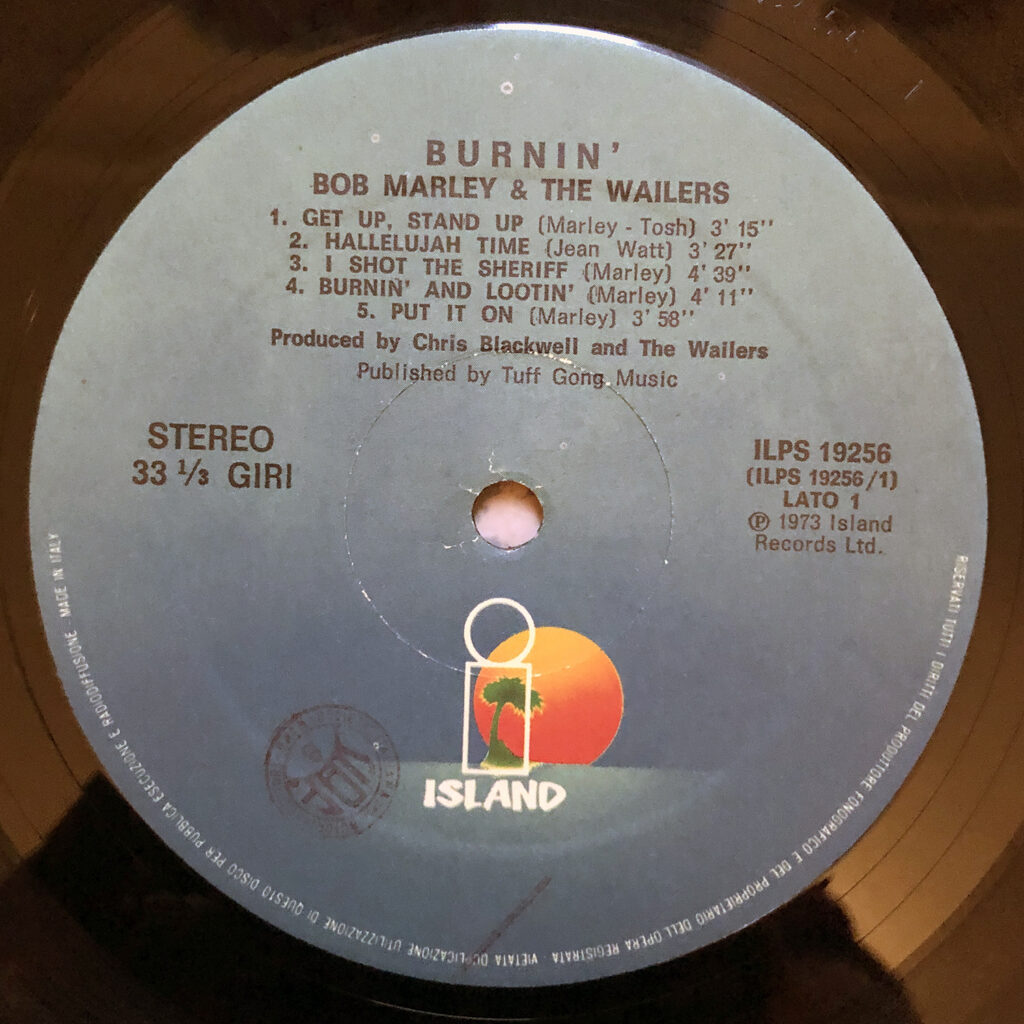 BURNIN'
BOB MARLEY & THE WAILERS
1. GET UP, STAND UP (Marley - Tosh) 3' 15''
2. HALLELUJAH TIME (Jean Watt) 3' 27''
3. I SHOT THE SHERIFF (Marley) 4' 39''
4. BURNIN' AND LOOTIN' (Marley) 4' 11''
5. PUT IT ON (Marley) 3' 58''
Produced by Chris Blackwell and The Wailers
Published by Tuff Gong Music
STEREO
33 ⅓ GIRI
ILPS 19256
(ILPS 19256/1)
LATO 1
℗ 1973 Island
Records Ltd.
ISLAND
RISERVATI TUTTI I DIRITTI DEL PRODUTTORE FONOGRAFICO E DEL PROPRIETARIO DELL'OPERA REGISTRATA - VIETATA DUPLICAZIONE UTILIZZAZIONE DI QUESTO DISCO PER PUBBLICA ESECUZIONE E RADIODIFFUSIONE - MADE IN ITALY